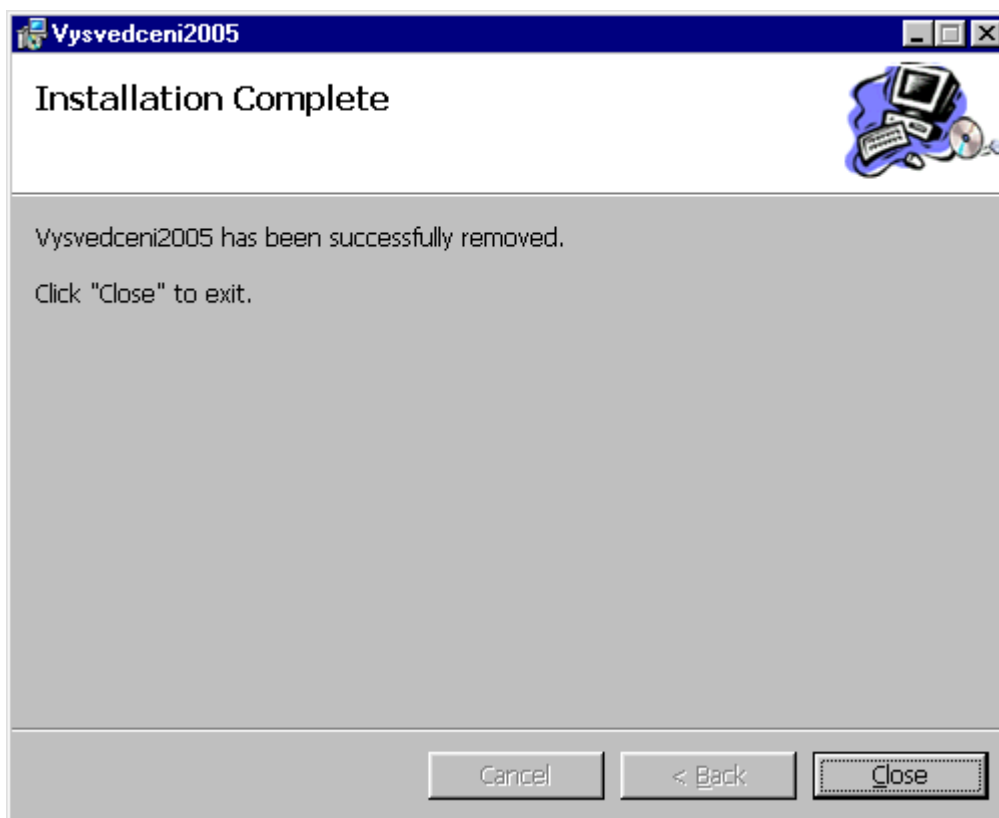 Vysvedceni2005
Installation Complete
Vysvedceni2005 has been successfully removed.
Click "Close" to exit.
Cancel
< Back
Close